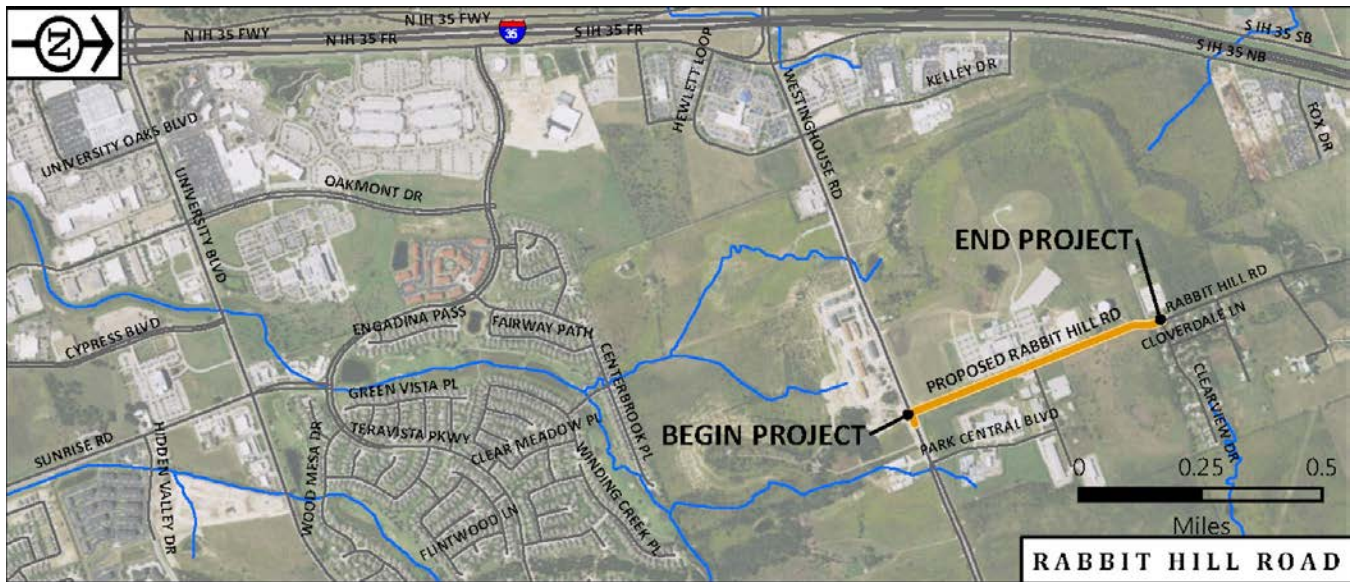 N
N IH 35 FWY
N IH 35 FWY
N IH 35 FR
35
S IH 35 FR
S IH 35 SB
S IH 35 NB
HEWLETT LOOP
WESTINGHOUSE RD
KELLEY DR
FOX DR
UNIVERSITY OAKS BLVD
UNIVERSITY BLVD
OAKMONT DR
END PROJECT
RABBIT HILL RD
CLOVERDALE LN
PROPOSED RABBIT HILL RD
ENGADINA PASS
FAIRWAY PATH
CYPRESS BLVD
CENTERBROOK PL
GREEN VISTA PL
CLEARVIEW DR
BEGIN PROJECT
PARK CENTRAL BLVD
TERAVISTA PKWY
CLEAR MEADOW PL
SUNRISE RD
HIDDEN VALLEY DR
WOOD MESA DR
WINDING CREEK PL
FLINTWOOD LN
0 0.25 0.5
Miles
RABBIT HILL ROAD